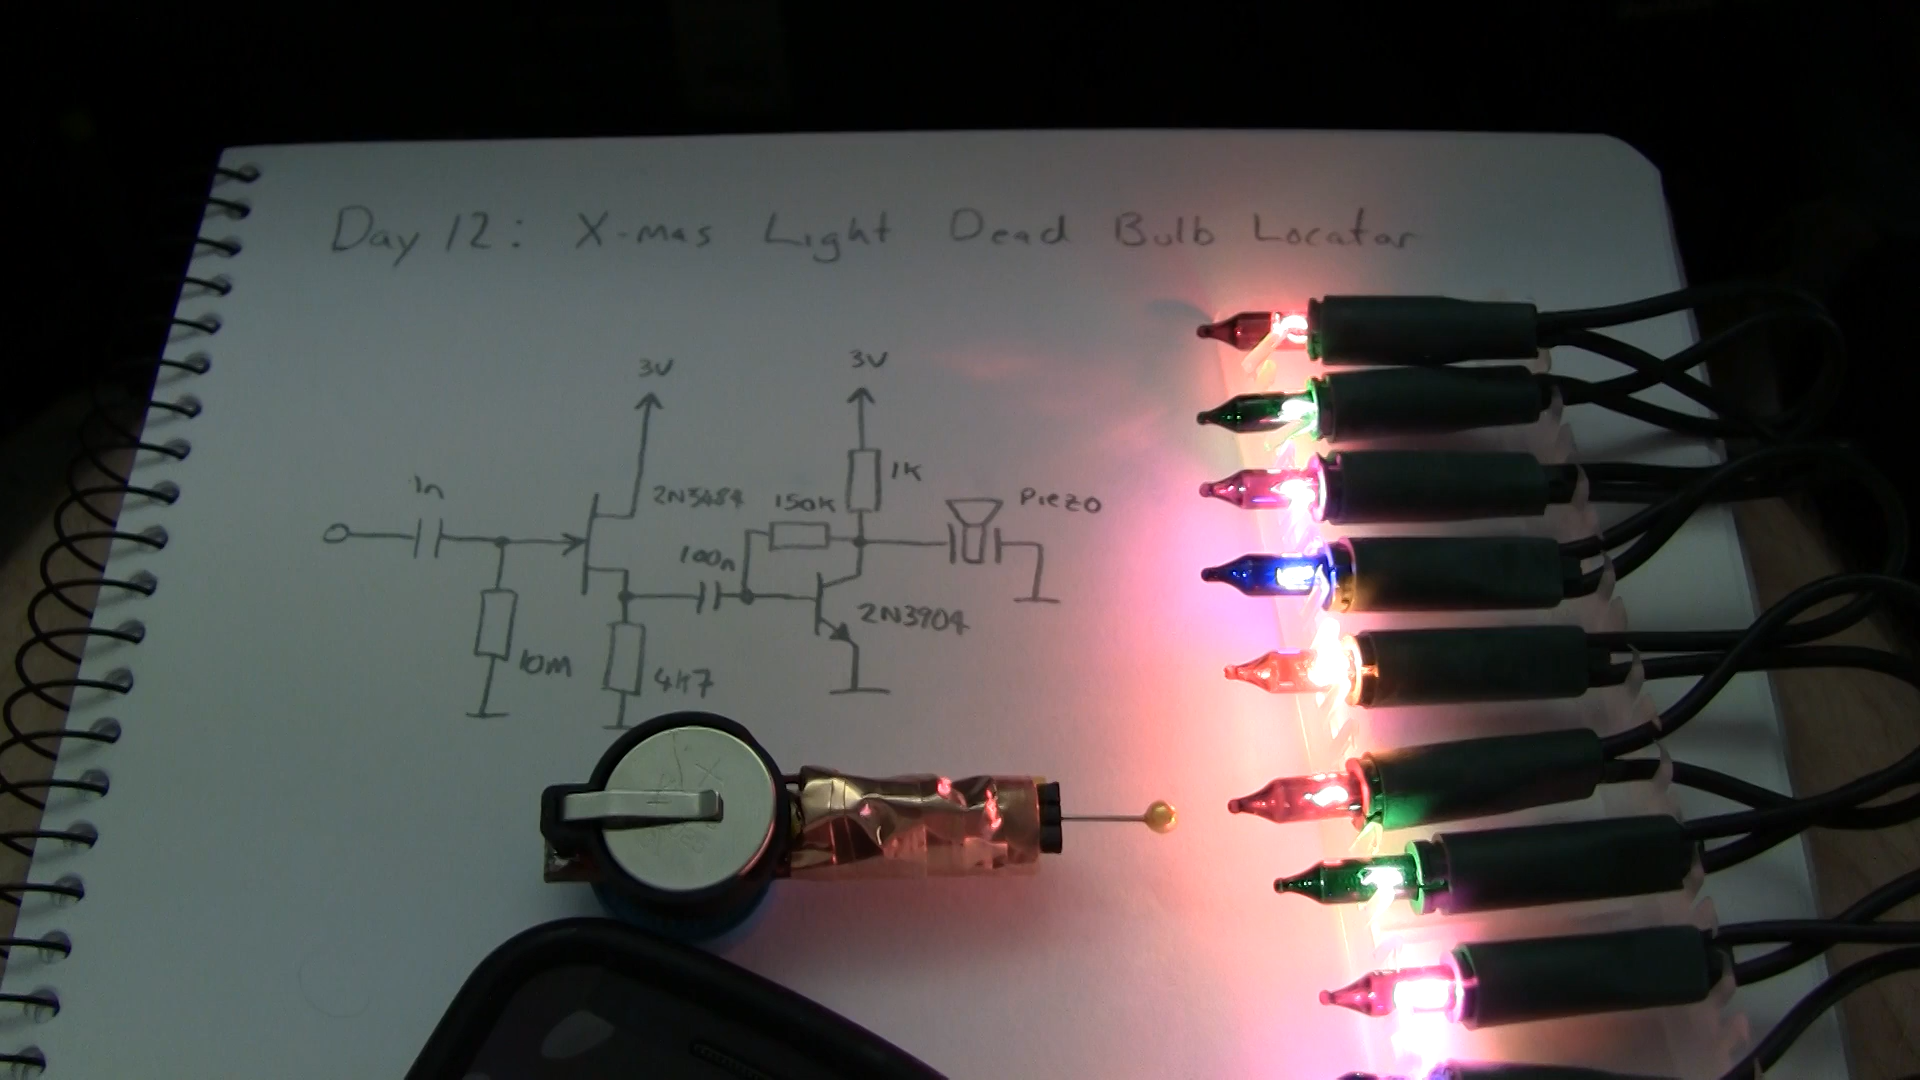 Day 12: X-mas Light Dead Bulb Locator
3V
3V
1n
2N5484
150K
1K
Piezo
100n
2N3904
10M
4K7